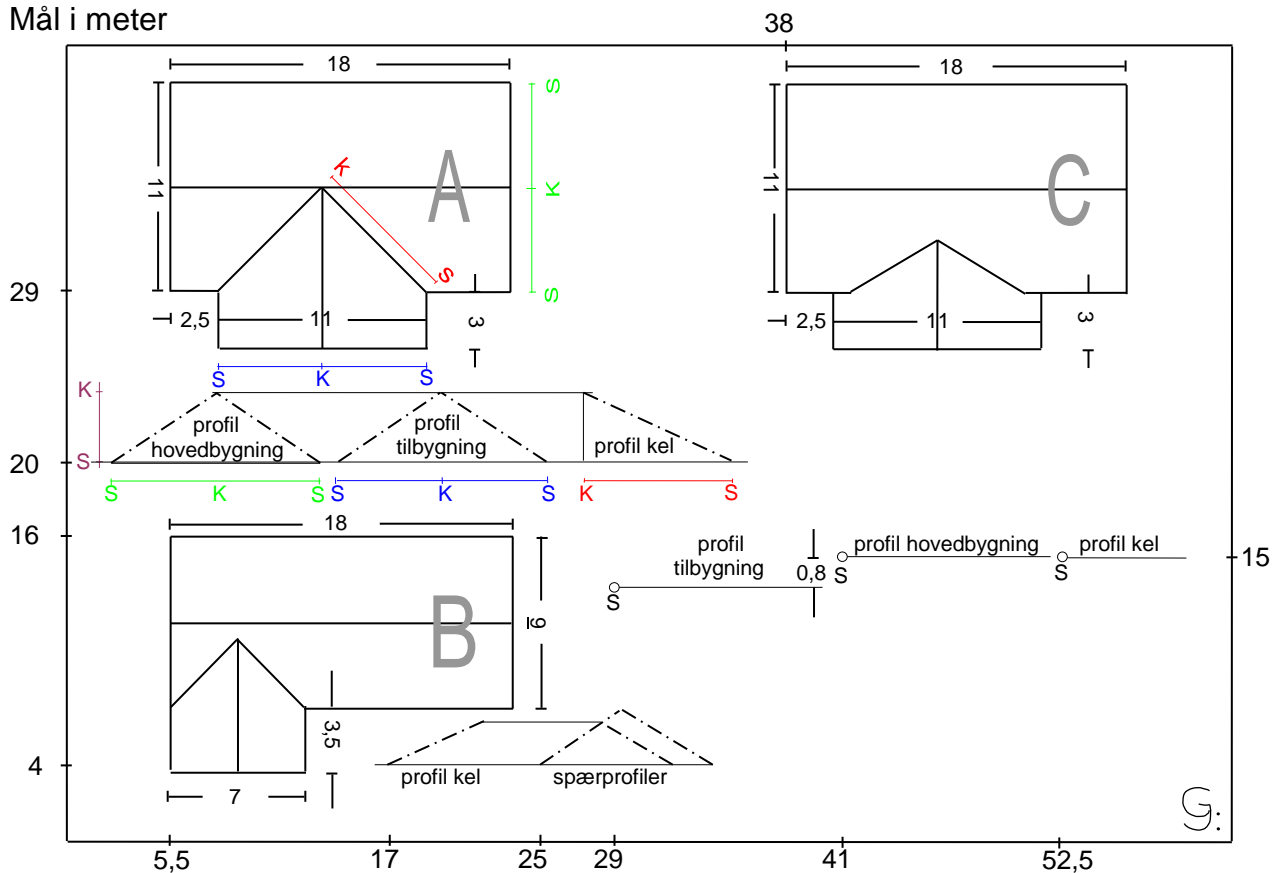 Mål i meter
38
18
18
S
K
A
C
11
K
11
S
29
S
2,5
11
3
2,5
11
3
S
K
S
K
profil
hovedbygning
profil
tilbygning
profil kel
20
S
S
K
S
S
K
S
K
S
18
16
profil
tilbygning
profil hovedbygning
profil kel
15
0,8
S
S
S
B
9
3,5
4
profil kel
spærprofiler
7
G:
5,5
17
25
29
41
52,5